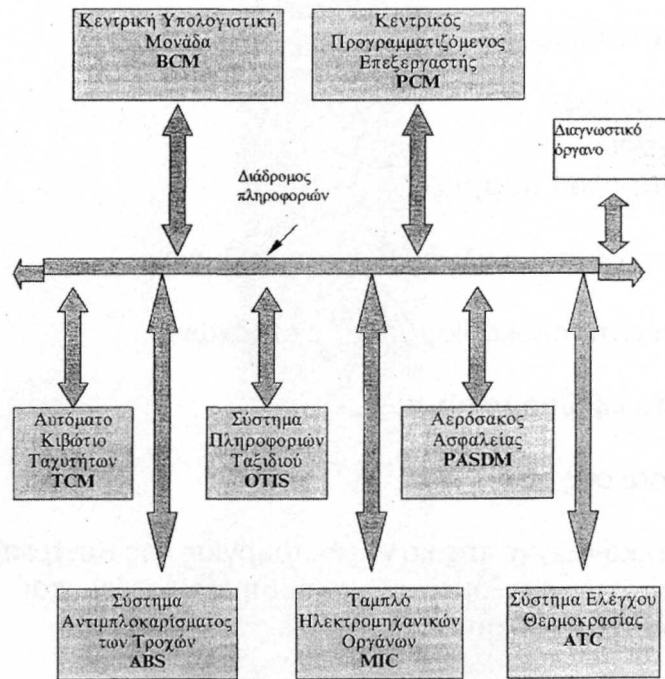 Κεντρική Υπολογιστική
Μονάδα
BCM
Κεντρικός
Προγραμματιζόμενος
Επεξεργαστής
PCM
Διαγνωστικό
όργανο
Διάδρομος
πληροφοριών
Αυτόματο
Κιβώτιο
Ταχυτήτων
TCM
Σύστημα
Πληροφοριών
Ταξιδιού
OTIS
Αερόσακος
Ασφαλείας
PASDM
Σύστημα
Αντιμπλοκαρίσματος
των Τροχών
ABS
Ταμπλό
Ηλεκτρομηχανικών
Οργάνων
MIC
Σύστημα Ελέγχου
Θερμοκρασίας
ATC